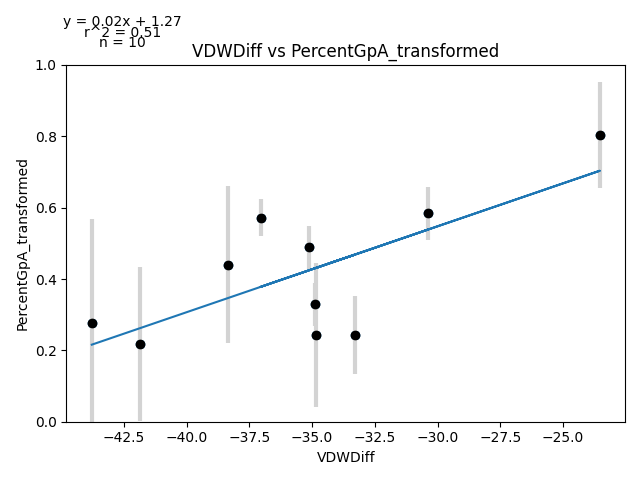 y = 0.02x + 1.27
r^2 = 0.51
n = 10
VDWDiff vs PercentGpA_transformed
1.0
0.8
0.6
0.4
0.2
0.0
PercentGpA_transformed
−42.5 −40.0 −37.5 −35.0 −32.5 −30.0 −27.5 −25.0
VDWDiff